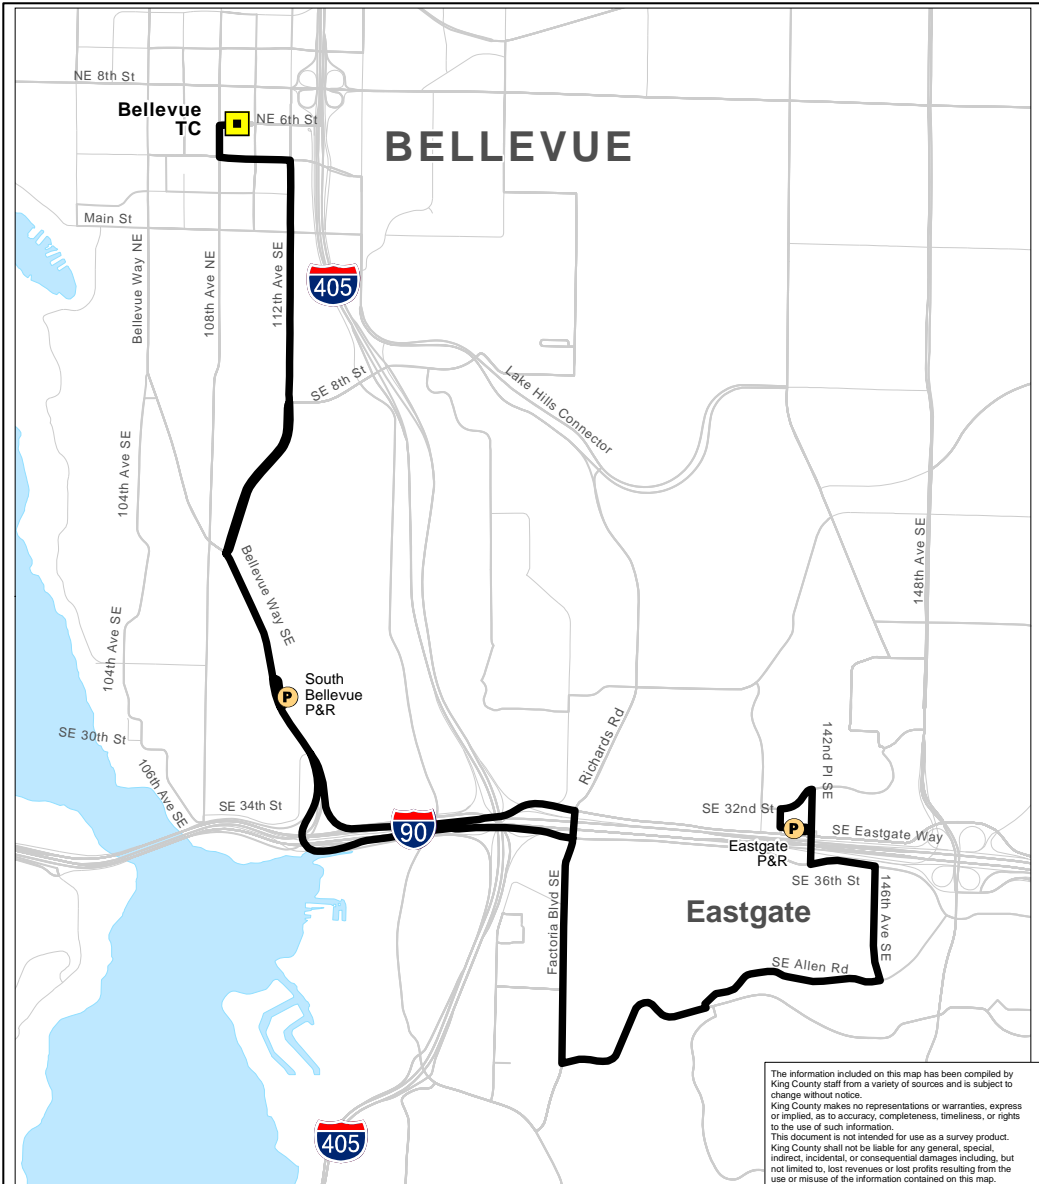 NE 8th St
Bellevue
TC
NE 6th St
BELLEVUE
Main St
Bellevue Way NE
108th Ave NE
112th Ave SE
405
SE 8th St
Lake Hills Connector
104th Ave SE
148th Ave SE
Bellevue Way SE
104th Ave SE
P
South
Bellevue
P&R
SE 30th St
106th Ave SE
Richards Rd
142nd Pl SE
SE 34th St
90
SE 32nd St
P
SE Eastgate Way
Eastgate
P&R
SE 36th St
146th Ave SE
Eastgate
Factoria Blvd SE
SE Allen Rd
405
The information included on this map has been compiled by
King County staff from a variety of sources and is subject to
change without notice.
King County makes no representations or warranties, express
or implied, as to accuracy, completeness, timeliness, or rights
to the use of such information.
This document is not intended for use as a survey product.
King County shall not be liable for any general, special,
indirect, incidental, or consequential damages including, but
not limited to, lost revenues or lost profits resulting from the
use or misuse of the information contained on this map.